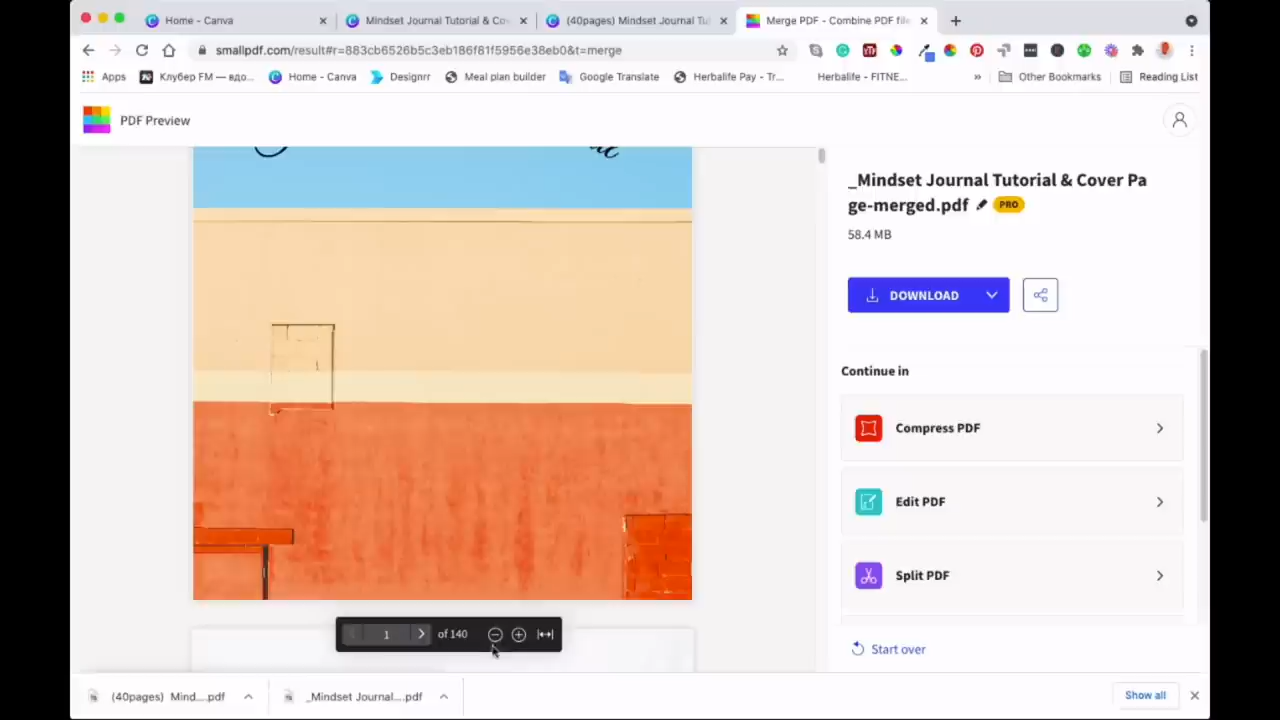 Home - Canva
Mindset Journal Tutorial & Cov
(40pages) Mindset Journal Tu
Merge PDF - Combine PDF file
smallpdf.com/result#r=883cb6526b5c3eb186f81f5956e38eb0&t=merge
Apps
Клубер FM — вдо...
Home - Canva
Designrr
Meal plan builder
Google Translate
Herbalife Pay - Tr...
Herbalife - FITNE...
»
Other Bookmarks
Reading List
PDF Preview
_Mindset Journal Tutorial & Cover Pa
ge-merged.pdf
PRO
58.4 MB
DOWNLOAD
Continue in
Compress PDF
Edit PDF
Split PDF
1
of 140
Start over
(40pages) Mind....pdf
_Mindset Journal....pdf
Show all